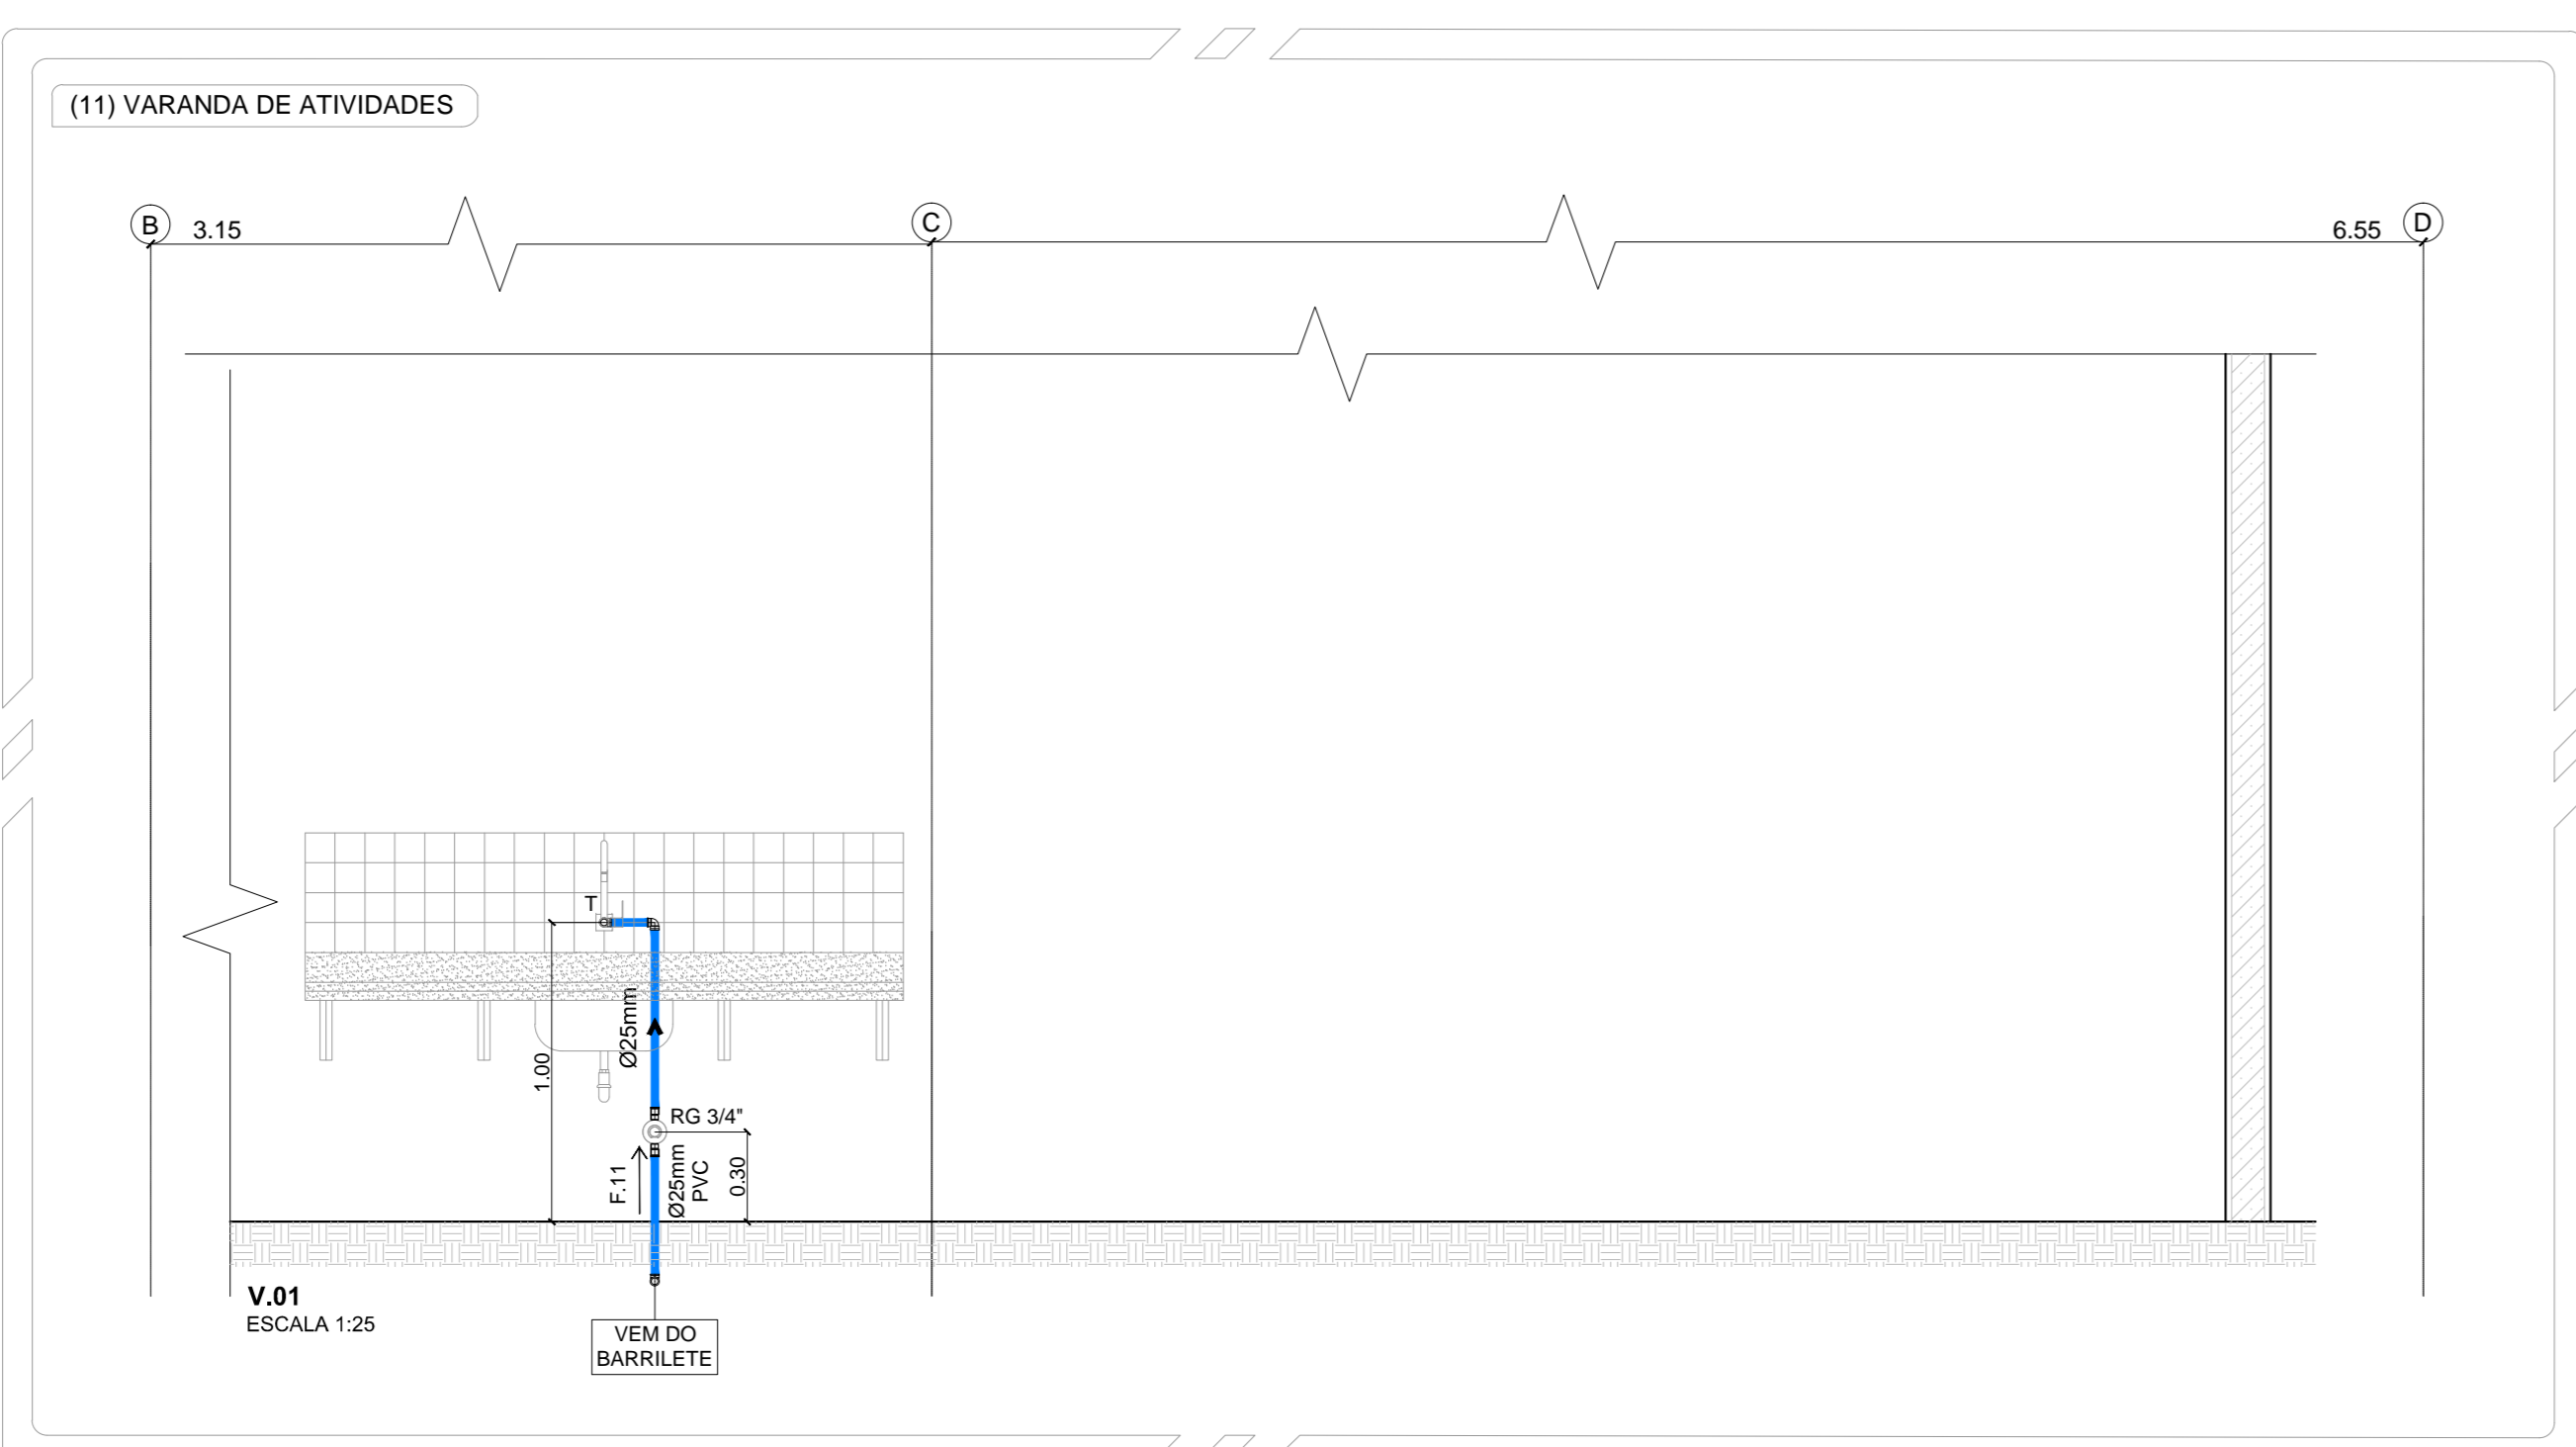 (11) VARANDA DE ATIVIDADES
B
3.15
C
6.55
D
T
Ø25mm
1.00
RG 3/4"
F.11
Ø25mm
PVC
0.30
V.01
ESCALA 1:25
VEM DO
BARRILETE